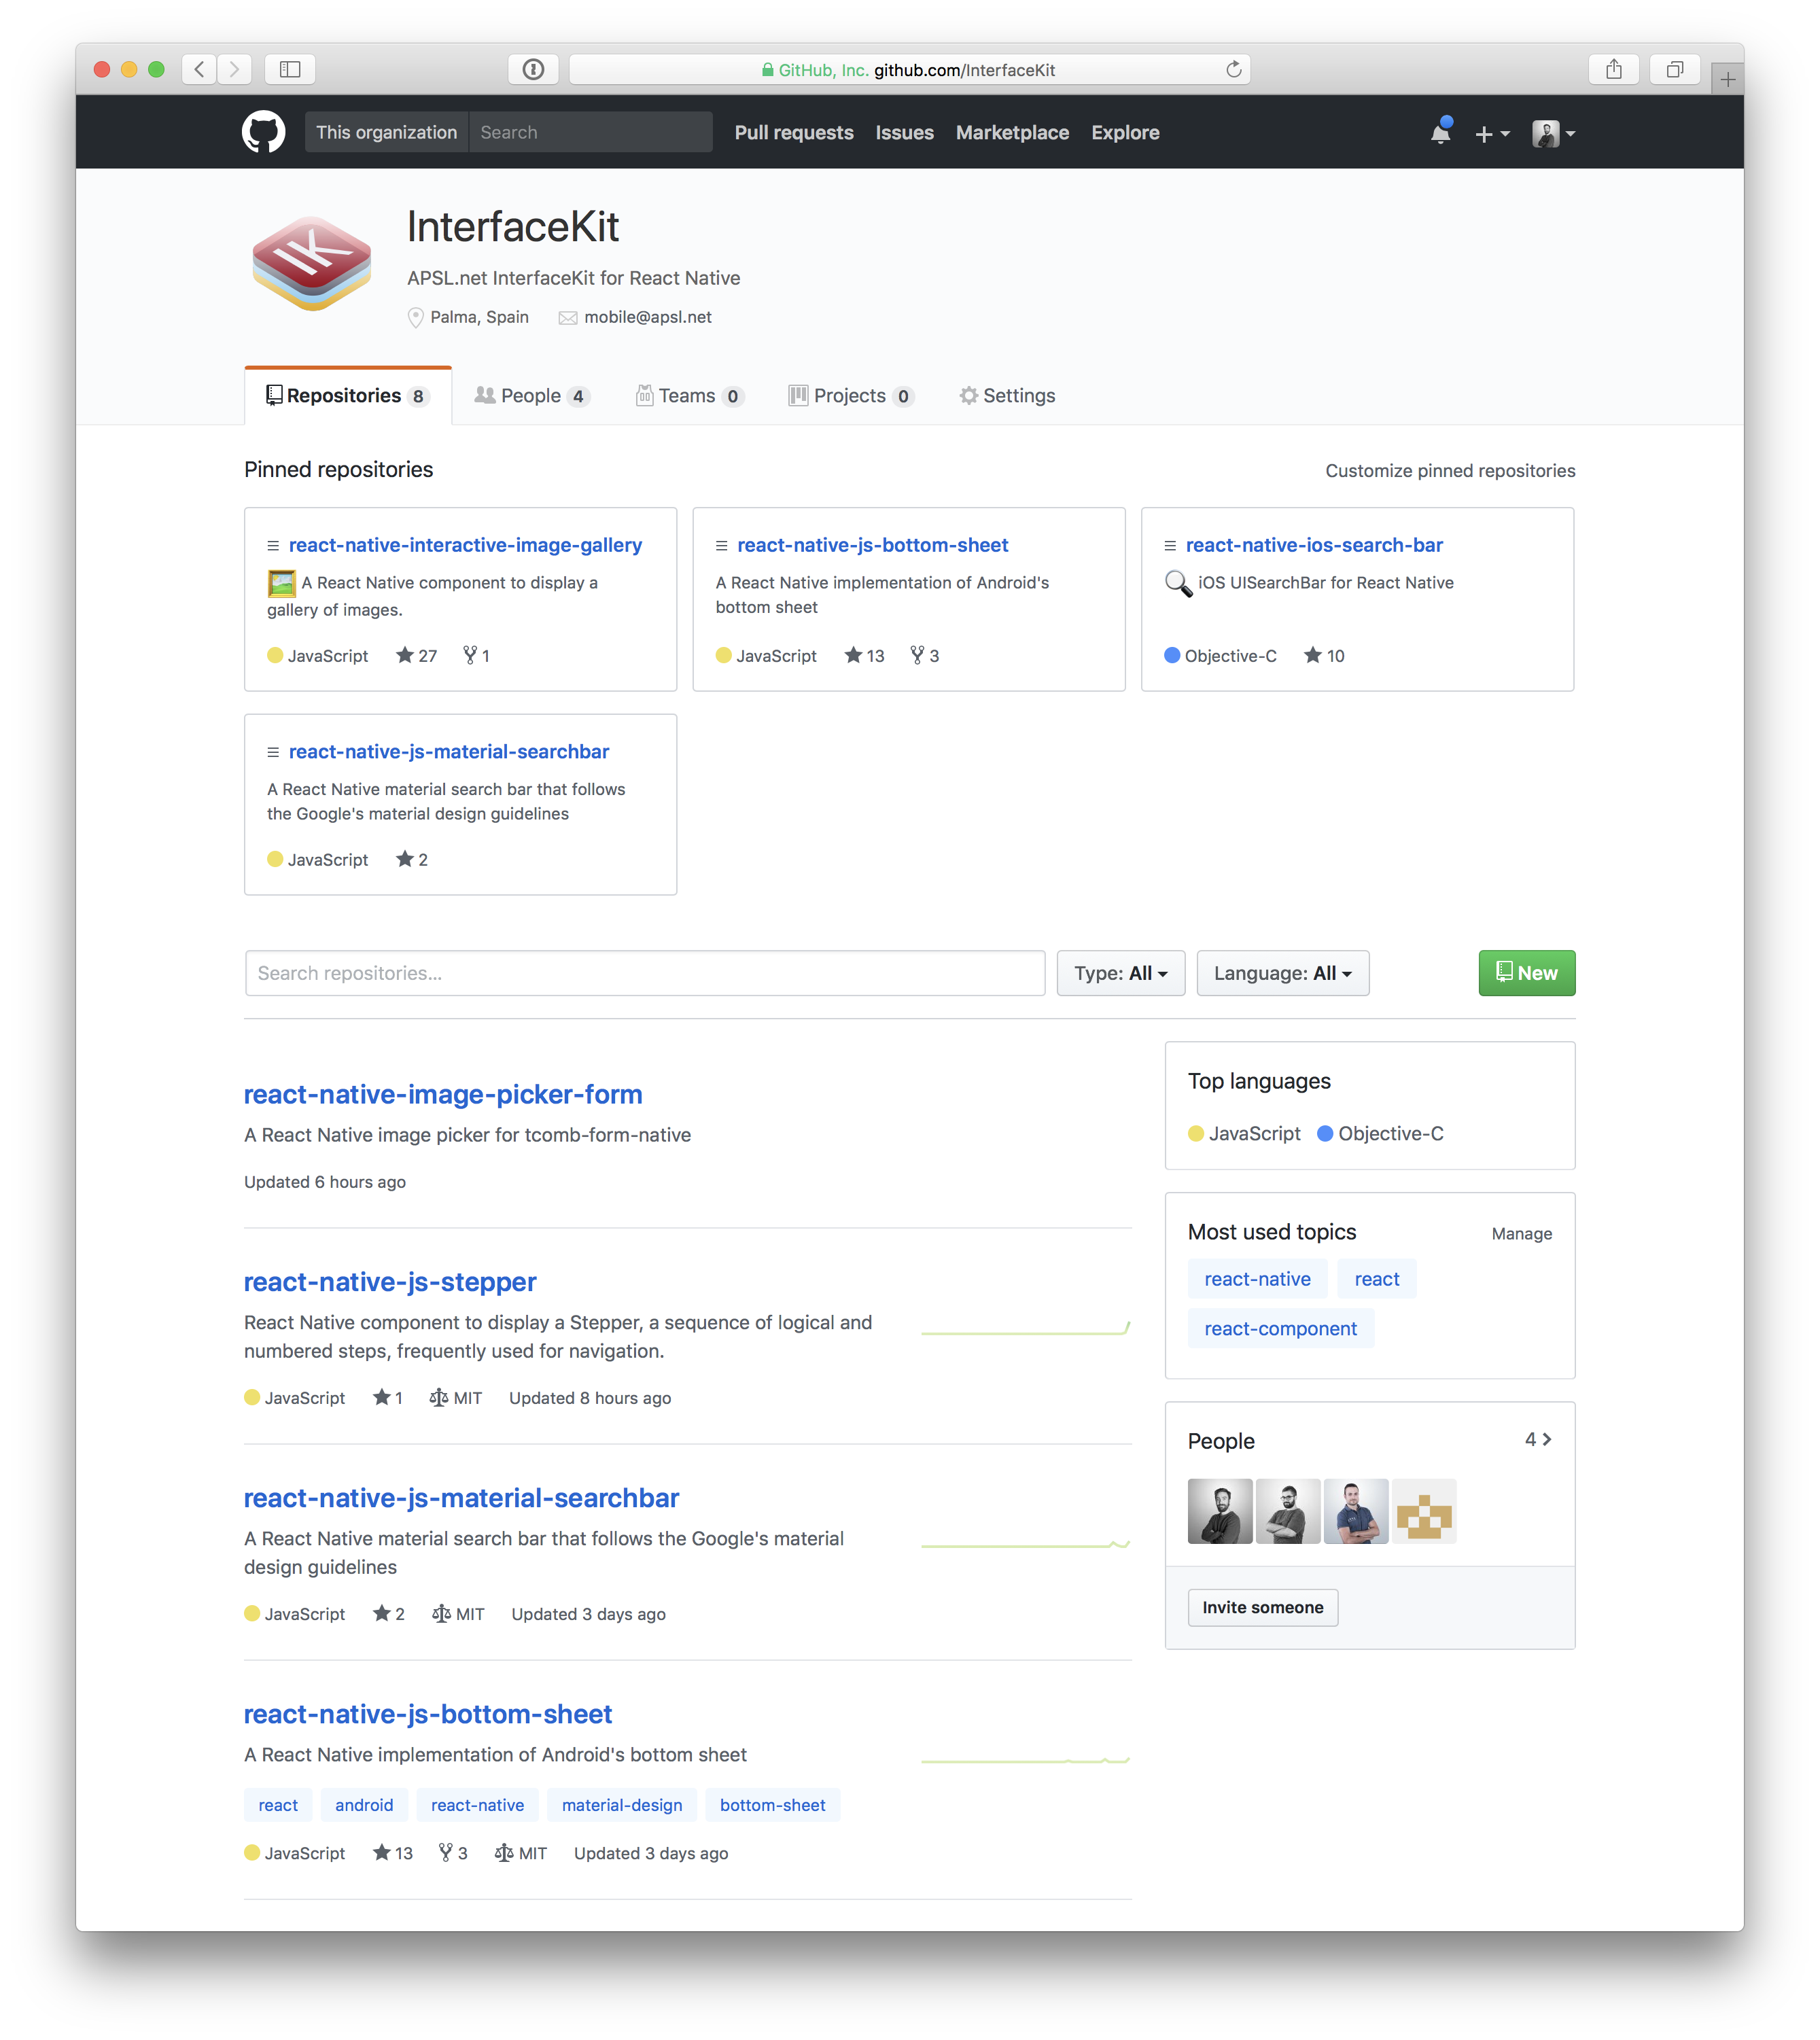 GitHub, Inc. github.com/InterfaceKit
This organization Search Pull requests Issues Marketplace Explore
IK
InterfaceKit
APSL.net InterfaceKit for React Native
Palma, Spain mobile@apsl.net
Repositories 8 People 4 Teams 0 Projects 0 Settings
Pinned repositories Customize pinned repositories
react-native-interactive-image-gallery
A React Native component to display a
gallery of images.
JavaScript 27 1
react-native-js-bottom-sheet
A React Native implementation of Android's
bottom sheet
JavaScript 13 3
react-native-ios-search-bar
iOS UISearchBar for React Native
Objective-C 10
react-native-js-material-searchbar
A React Native material search bar that follows
the Google's material design guidelines
JavaScript 2
Search repositories... Type: All Language: All New
react-native-image-picker-form
A React Native image picker for tcomb-form-native
Updated 6 hours ago
react-native-js-stepper
React Native component to display a Stepper, a sequence of logical and
numbered steps, frequently used for navigation.
JavaScript 1 MIT Updated 8 hours ago
react-native-js-material-searchbar
A React Native material search bar that follows the Google's material
design guidelines
JavaScript 2 MIT Updated 3 days ago
react-native-js-bottom-sheet
A React Native implementation of Android's bottom sheet
react android react-native material-design bottom-sheet
JavaScript 13 3 MIT Updated 3 days ago
Top languages
JavaScript Objective-C
Most used topics Manage
react-native react
react-component
People 4
Invite someone